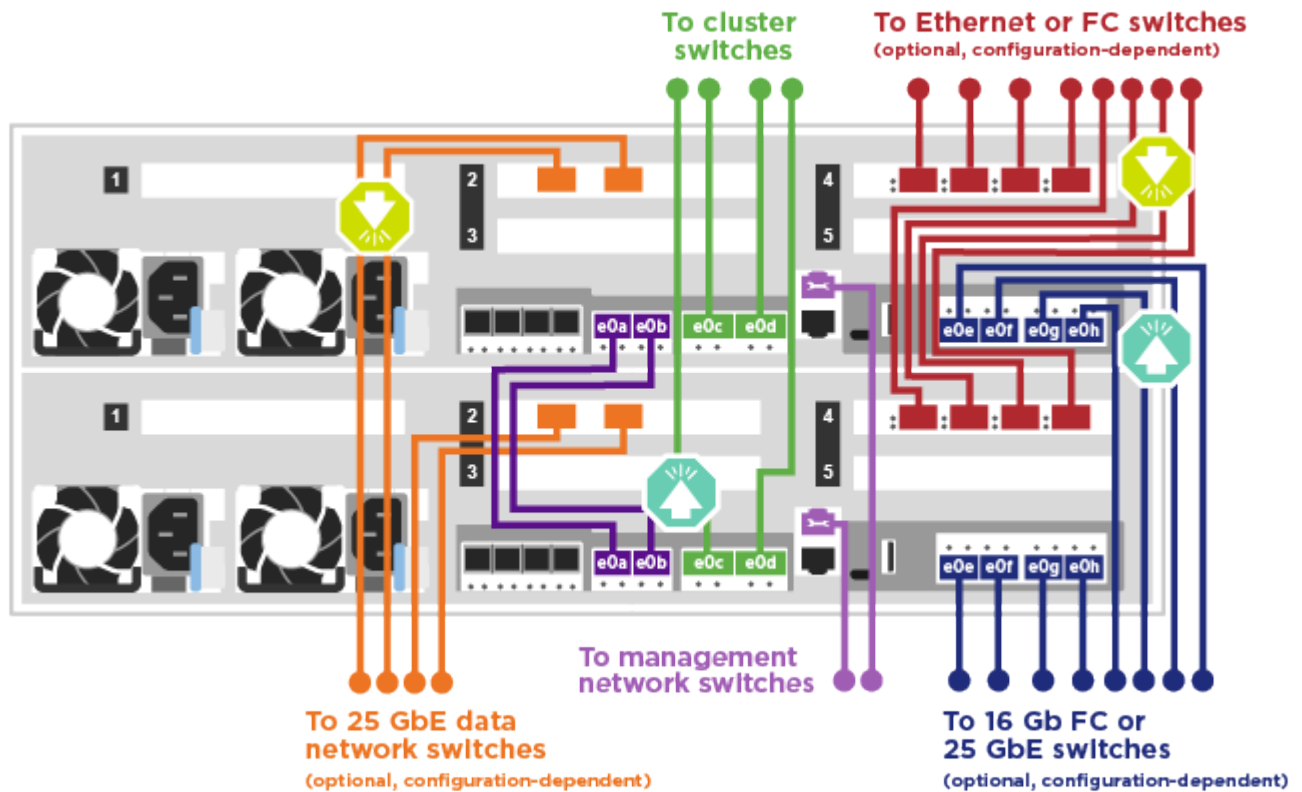 To cluster
switches
To Ethernet or FC switches
(optional, configuration-dependent)
1
2
3
4
5
e0a e0b e0c e0d
e0e e0f e0g e0h
1
2
3
4
5
e0a e0b e0c e0d
e0e e0f e0g e0h
To management
network switches
To 25 GbE data
network switches
(optional, configuration-dependent)
To 16 Gb FC or
25 GbE switches
(optional, configuration-dependent)